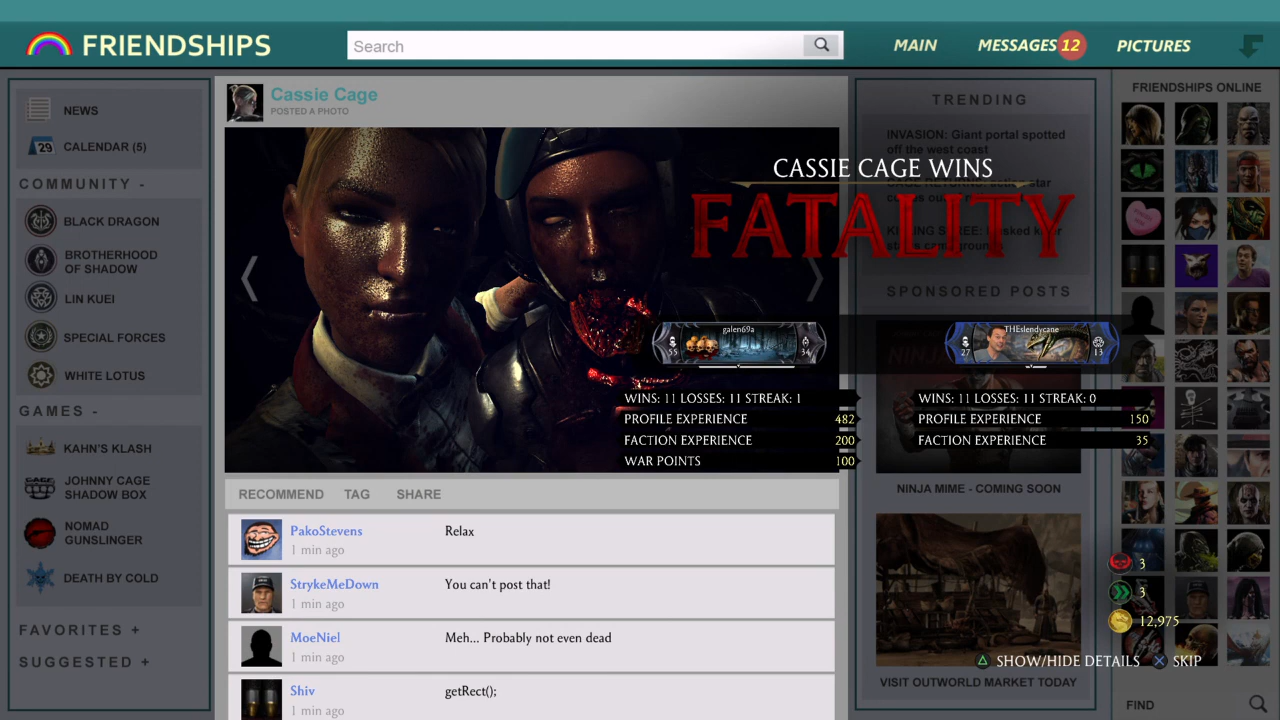 FRIENDSHIPS
Search
MAIN
MESSAGES 12
PICTURES
NEWS
29 CALENDAR (5)
COMMUNITY -
BLACK DRAGON
BROTHERHOOD
OF SHADOW
LIN KUEI
SPECIAL FORCES
WHITE LOTUS
GAMES -
KAHN'S KLASH
JOHNNY CAGE
SHADOW BOX
NOMAD
GUNSLINGER
DEATH BY COLD
FAVORITES +
SUGGESTED +
Cassie Cage
POSTED A PHOTO
CASSIE CAGE WINS
FATALITY
galen69a
55
34
WINS: 11 LOSSES: 11 STREAK: 1
PROFILE EXPERIENCE 482
FACTION EXPERIENCE 200
WAR POINTS 100
THEslendycane
27
13
WINS: 11 LOSSES: 11 STREAK: 0
PROFILE EXPERIENCE 150
FACTION EXPERIENCE 35
RECOMMEND TAG SHARE
PakoStevens Relax
1 min ago
StrykeMeDown You can't post that!
1 min ago
MoeNiel Meh... Probably not even dead
1 min ago
Shiv getRect();
1 min ago
TRENDING
INVASION: Giant portal spotted
off the west coast
SPONSORED POSTS
NINJA MIME - COMING SOON
VISIT OUTWORLD MARKET TODAY
FRIENDSHIPS ONLINE
3
3
12,975
SHOW/HIDE DETAILS SKIP
FIND